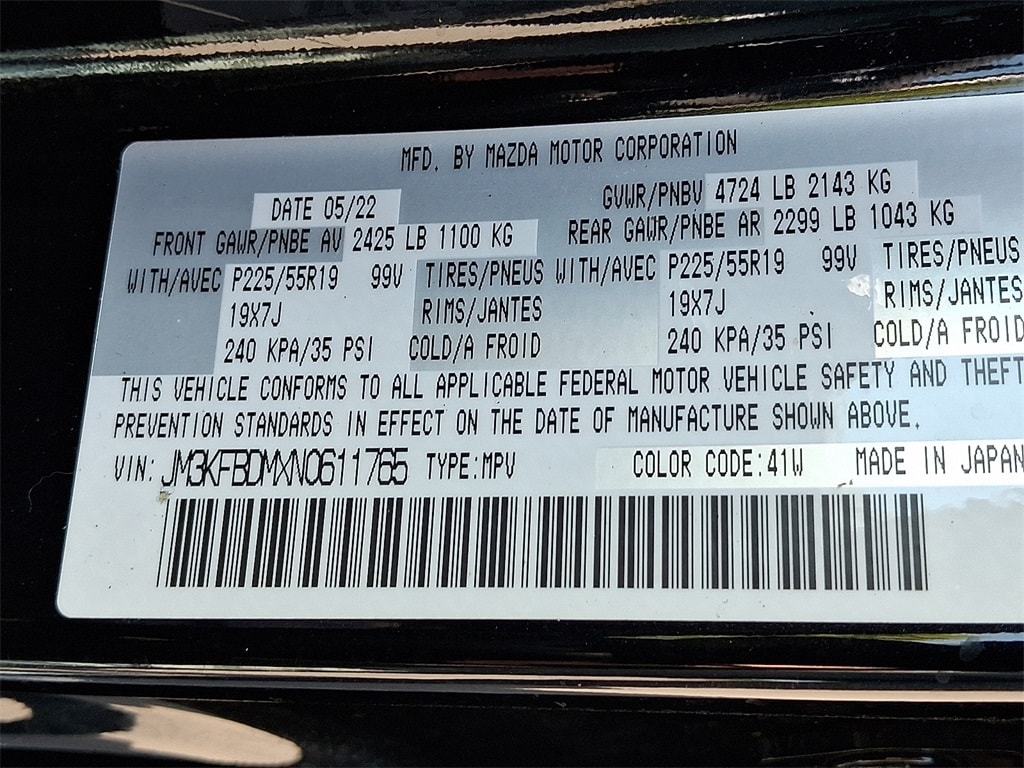 MFD. BY MAZDA MOTOR CORPORATION
DATE 05/22 GVWR/PNBV 4724 LB 2143 KG
FRONT GAWR/PNBE AV 2425 LB 1100 KG REAR GAWR/PNBE AR 2299 LB 1043 KG
WITH/AVEC P225/55R19 99V TIRES/PNEUS WITH/AVEC P225/55R19 99V TIRES/PNEUS
19X7J RIMS/JANTES 19X7J RIMS/JANTES
240 KPA/35 PSI COLD/A FROID 240 KPA/35 PSI COLD/A FROID
THIS VEHICLE CONFORMS TO ALL APPLICABLE FEDERAL MOTOR VEHICLE SAFETY AND THEFT
PREVENTION STANDARDS IN EFFECT ON THE DATE OF MANUFACTURE SHOWN ABOVE.
VIN: JM3KFBDMXN0611765 TYPE:MPV COLOR CODE:41W MADE IN JAPAN